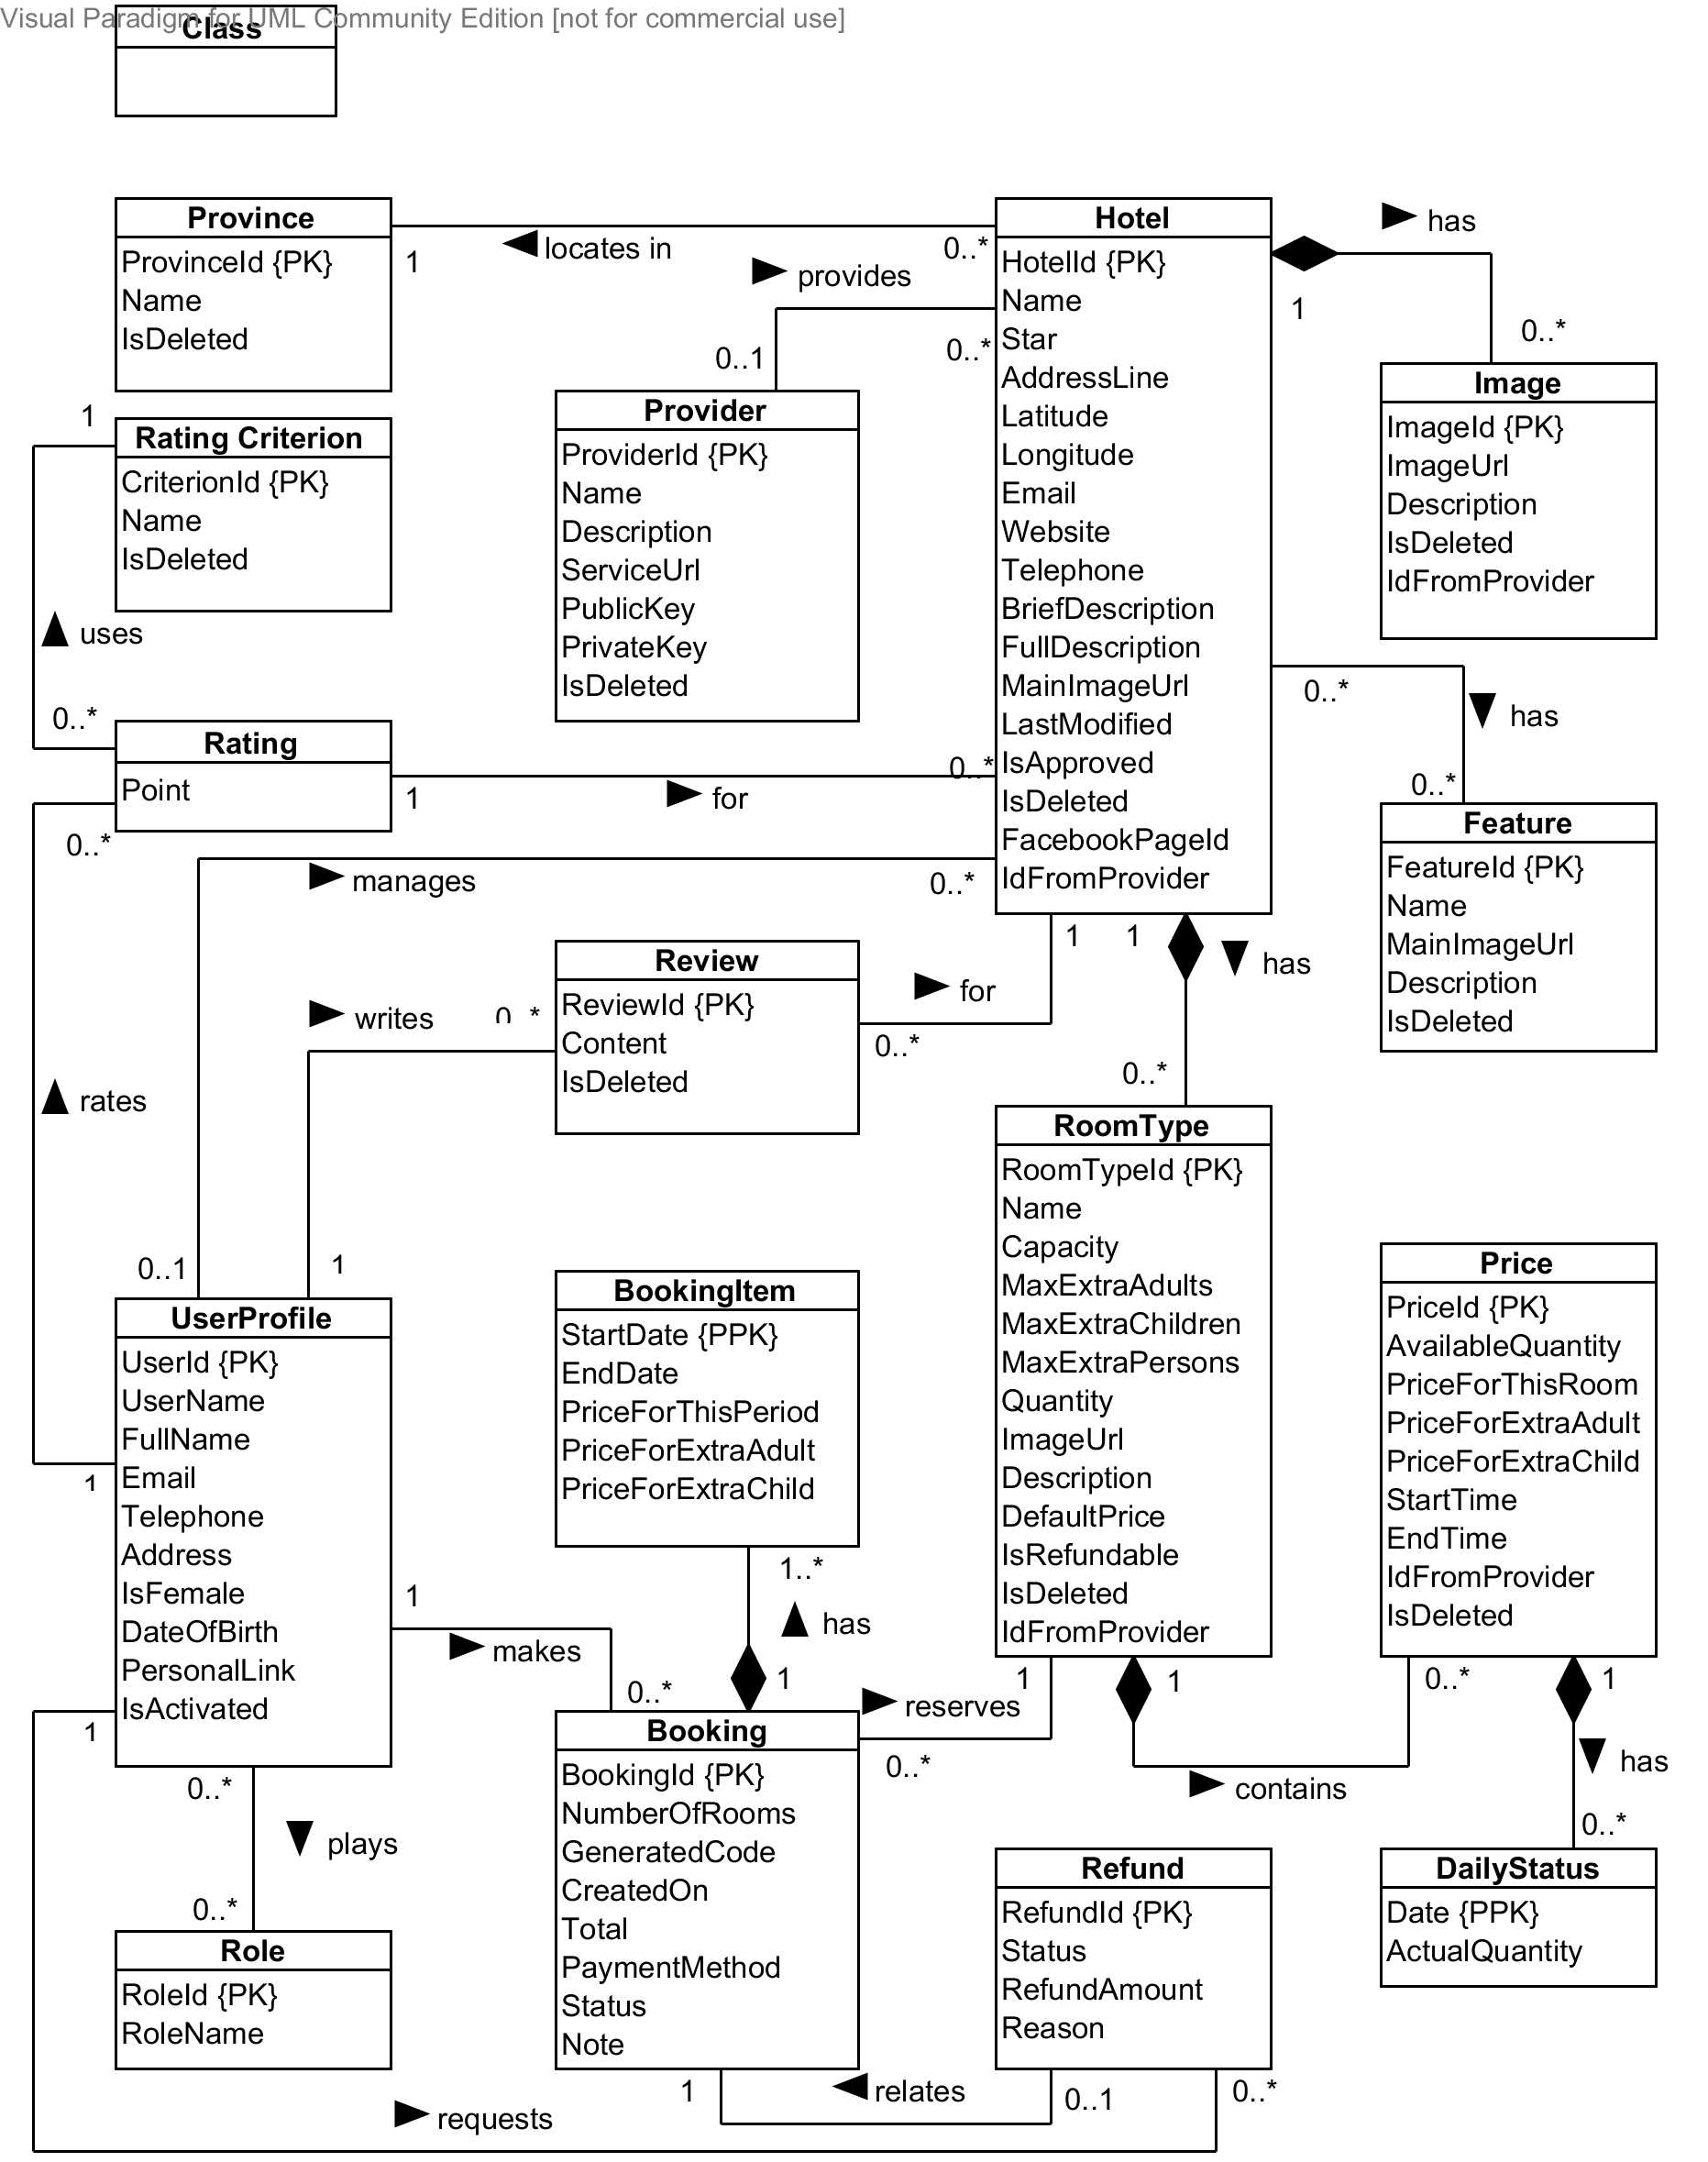 Visual Paradigm for UML Community Edition [not for commercial use]
Class
Province
ProvinceId {PK}
Name
IsDeleted
1
locates in
0..*
provides
0..1
0..*
Hotel
HotelId {PK}
Name
Star
AddressLine
Latitude
Longitude
Email
Website
Telephone
BriefDescription
FullDescription
MainImageUrl
LastModified
IsApproved
IsDeleted
FacebookPageId
IdFromProvider
has
1
0..*
Image
ImageId {PK}
ImageUrl
Description
IsDeleted
IdFromProvider
1
Rating Criterion
CriterionId {PK}
Name
IsDeleted
uses
0..*
Provider
ProviderId {PK}
Name
Description
ServiceUrl
PublicKey
PrivateKey
IsDeleted
0..*
has
0..*
Feature
FeatureId {PK}
Name
MainImageUrl
Description
IsDeleted
Rating
Point
0..*
1
for
0..*
manages
0..*
0..1
rates
1
writes
0 *
1
Review
ReviewId {PK}
Content
IsDeleted
for
0..*
1
1
has
0..*
RoomType
RoomTypeId {PK}
Name
Capacity
MaxExtraAdults
MaxExtraChildren
MaxExtraPersons
Quantity
ImageUrl
Description
DefaultPrice
IsRefundable
IsDeleted
IdFromProvider
UserProfile
UserId {PK}
UserName
FullName
Email
Telephone
Address
IsFemale
DateOfBirth
PersonalLink
IsActivated
BookingItem
StartDate {PPK}
EndDate
PriceForThisPeriod
PriceForExtraAdult
PriceForExtraChild
1..*
has
1
Price
PriceId {PK}
AvailableQuantity
PriceForThisRoom
PriceForExtraAdult
PriceForExtraChild
StartTime
EndTime
IdFromProvider
IsDeleted
1
makes
0..*
reserves
0..*
1
1
contains
0..*
1
has
0..*
Booking
BookingId {PK}
NumberOfRooms
GeneratedCode
CreatedOn
Total
PaymentMethod
Status
Note
1
0..*
plays
0..*
Role
RoleId {PK}
RoleName
Refund
RefundId {PK}
Status
RefundAmount
Reason
DailyStatus
Date {PPK}
ActualQuantity
1
relates
0..1
0..*
requests